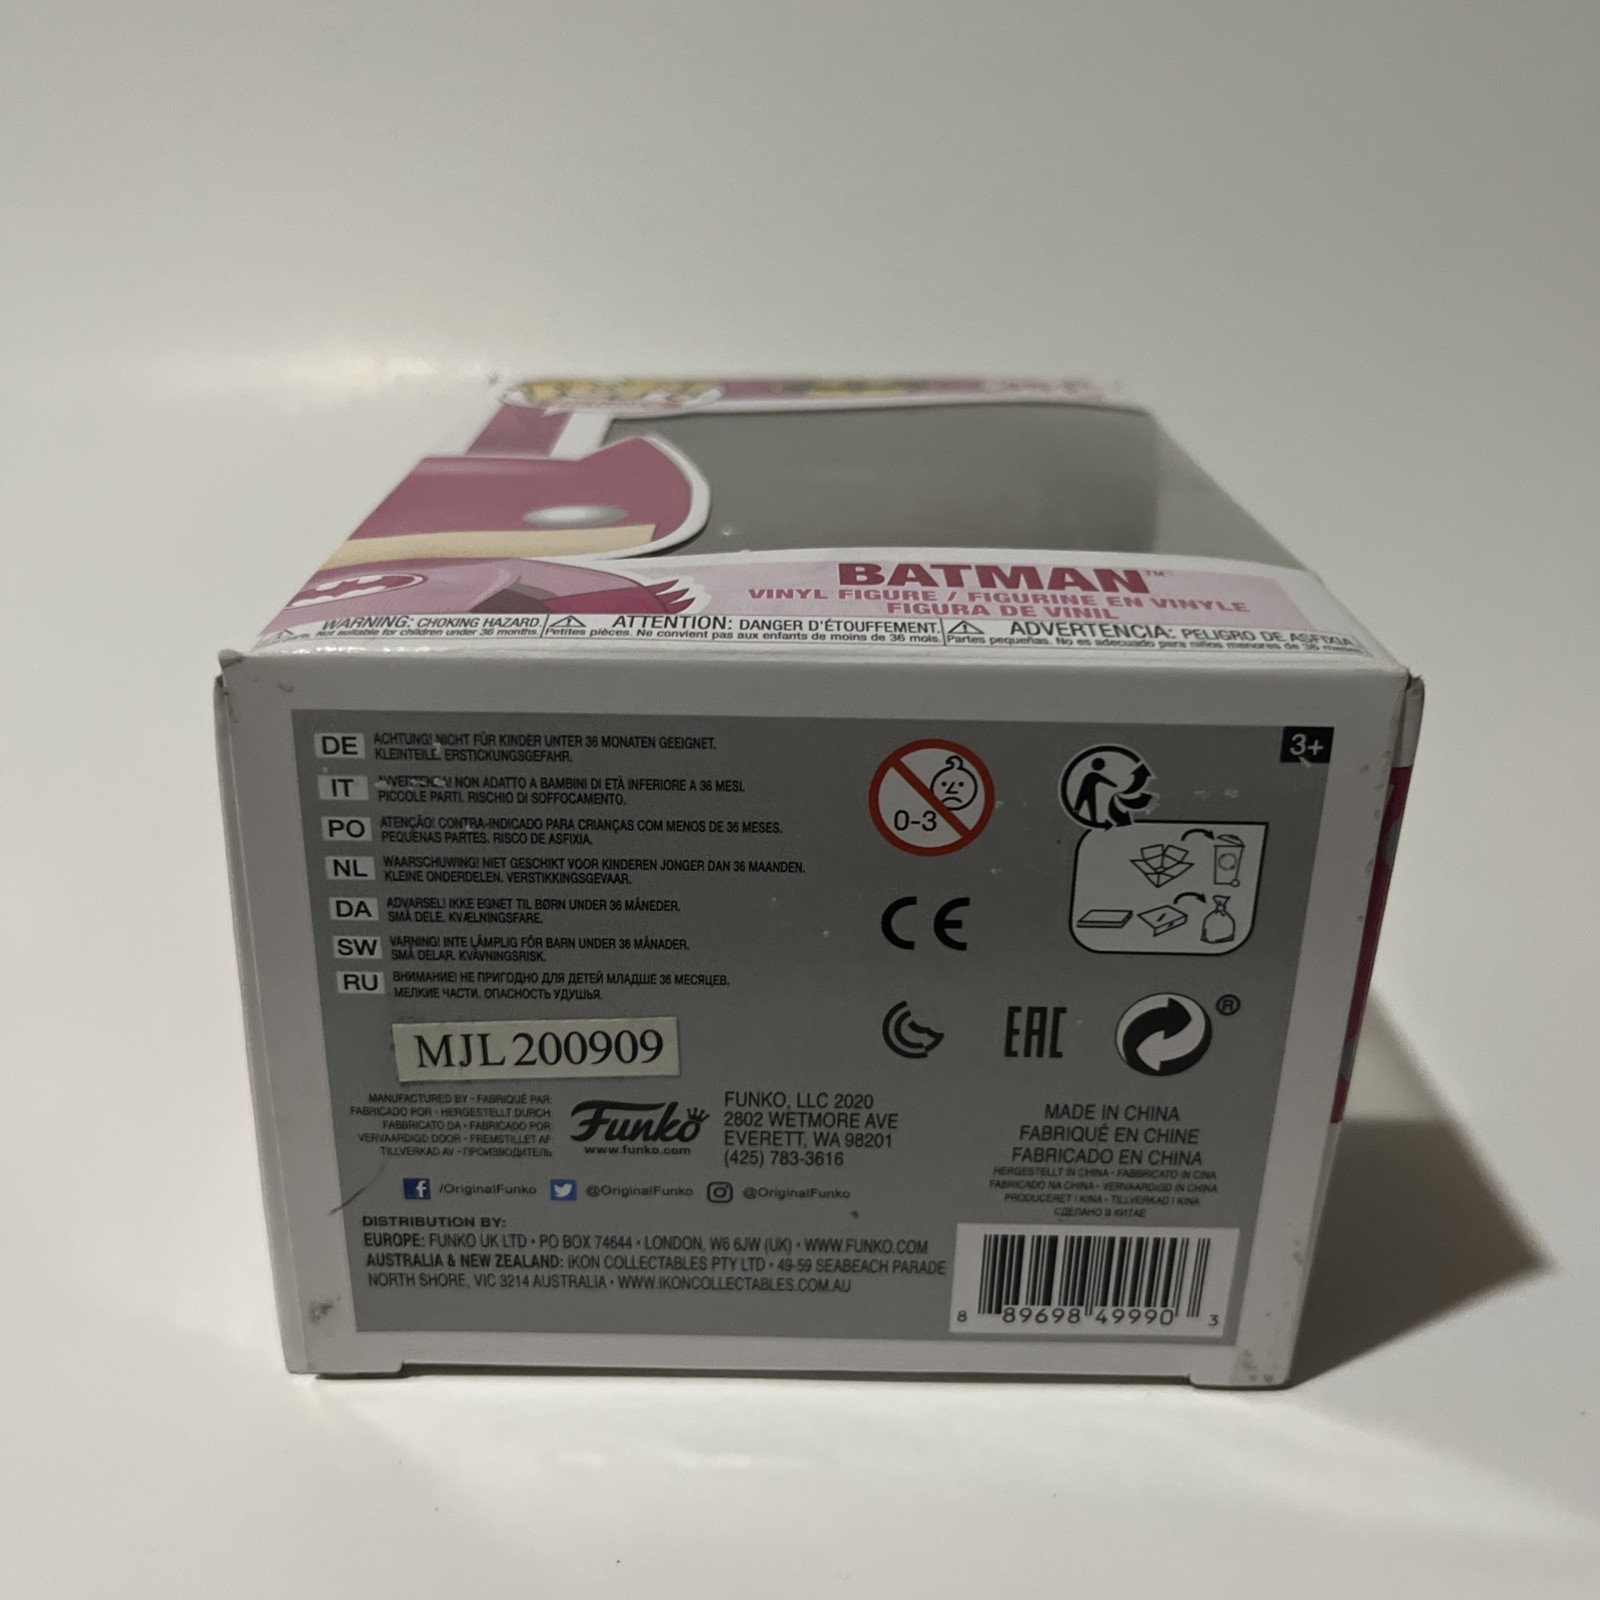 BATMAN™
VINYL FIGURE / FIGURINE EN VINYLE
FIGURA DE VINIL
WARNING: CHOKING HAZARD.
Not suitable for children under 36 months.
ATTENTION: DANGER D'ÉTOUFFEMENT.
Petites pièces. Ne convient pas aux enfants de moins de 36 mois.
ADVERTENCIA: PELIGRO DE ASFIXIA
Partes pequeñas. No es adecuado para niños menores de 36 meses.
DE
ACHTUNG! NICHT FÜR KINDER UNTER 36 MONATEN GEEIGNET.
KLEINTEILE. ERSTICKUNGSGEFAHR.
IT
NON ADATTO A BAMBINI DI ETÀ INFERIORE A 36 MESI.
PICCOLE PARTI. RISCHIO DI SOFFOCAMENTO.
PO
ATENÇÃO! CONTRA-INDICADO PARA CRIANÇAS COM MENOS DE 36 MESES.
PEQUENAS PARTES. RISCO DE ASFIXIA.
NL
WAARSCHUWING! NIET GESCHIKT VOOR KINDEREN JONGER DAN 36 MAANDEN.
KLEINE ONDERDELEN. VERSTIKKINGSGEVAAR.
DA
ADVARSEL! IKKE EGNET TIL BØRN UNDER 36 MÅNEDER.
SMÅ DELE. KVÆLNINGSFARE.
SW
VARNING! INTE LÄMPLIG FÖR BARN UNDER 36 MÅNADER.
SMÅ DELAR. KVÄVNINGSRISK.
RU
ВНИМАНИЕ! НЕ ПРИГОДНО ДЛЯ ДЕТЕЙ МЛАДШЕ 36 МЕСЯЦЕВ.
МЕЛКИЕ ЧАСТИ. ОПАСНОСТЬ УДУШЬЯ.
0-3
3+
CE
EAC
®
MJL 200909
MANUFACTURED BY • FABRIQUÉ PAR:
FABRICADO POR • HERGESTELLT DURCH:
FABBRICATO DA • FABRICADO POR:
VERVAARDIGD DOOR • FREMSTILLET AF:
TILLVERKAD AV • ПРОИЗВОДИТЕЛЬ:
Funko
www.funko.com
FUNKO, LLC 2020
2802 WETMORE AVE
EVERETT, WA 98201
(425) 783-3616
MADE IN CHINA
FABRIQUÉ EN CHINE
FABRICADO EN CHINA
HERGESTELLT IN CHINA • FABBRICATO IN CINA
FABRICADO NA CHINA • VERVAARDIGD IN CHINA
PRODUCERET I KINA • TILLVERKAD I KINA
СДЕЛАНО В КИТАЕ
/OriginalFunko @OriginalFunko @OriginalFunko
DISTRIBUTION BY:
EUROPE: FUNKO UK LTD • PO BOX 74644 • LONDON, W6 6JW (UK) • WWW.FUNKO.COM
AUSTRALIA & NEW ZEALAND: IKON COLLECTABLES PTY LTD • 49-59 SEABEACH PARADE
NORTH SHORE, VIC 3214 AUSTRALIA • WWW.IKONCOLLECTABLES.COM.AU
8 89698 49990 3